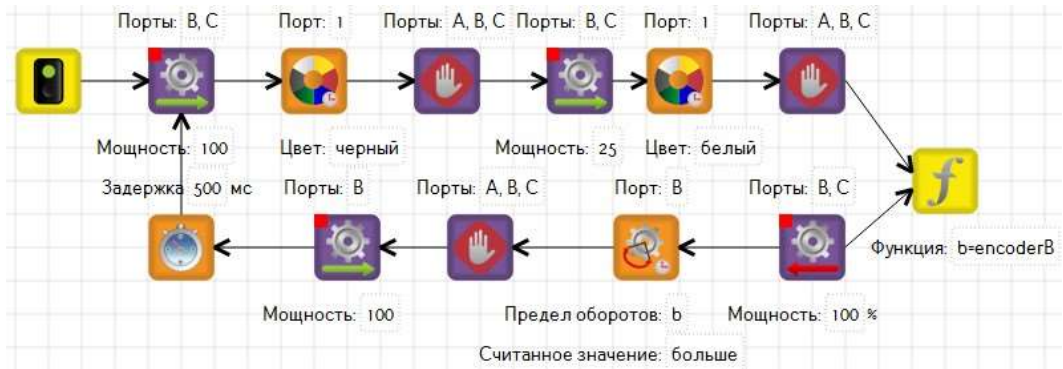 Порты: B, C Порт: 1 Порты: A, B, C Порты: B, C Порт: 1 Порты: A, B, C
Мощность: 100 Цвет: черный Мощность: 25 Цвет: белый
Задержка 500 мс Порты: B Порты: A, B, C Порт: B Порты: B, C
f
Функция: b=encoderB
Мощность: 100 Предел оборотов: b Мощность: 100 %
Считанное значение: больше